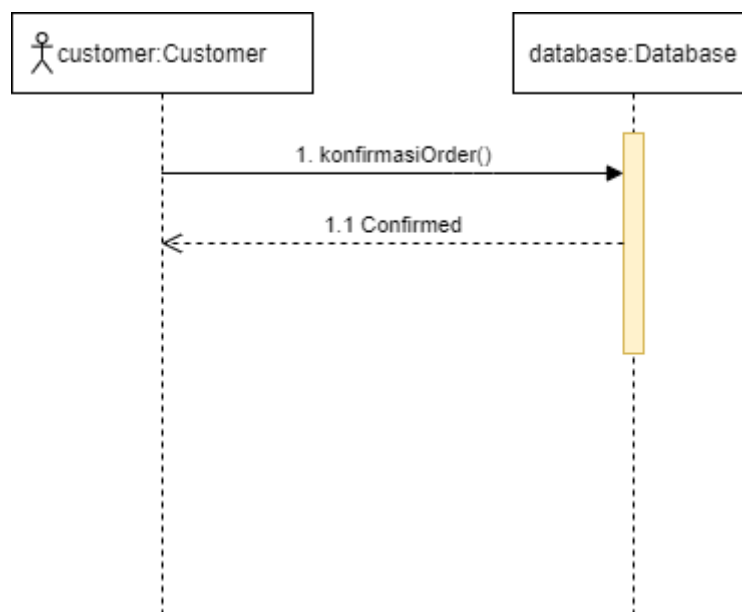 customer:Customer
database:Database
1. konfirmasiOrder()
1.1 Confirmed